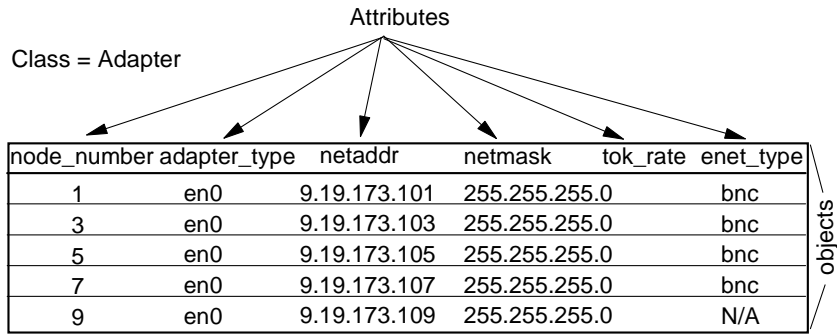 Attributes
Class = Adapter
node_number adapter_type netaddr netmask tok_rate enet_type
1 en0 9.19.173.101 255.255.255.0 bnc
3 en0 9.19.173.103 255.255.255.0 bnc
5 en0 9.19.173.105 255.255.255.0 bnc
7 en0 9.19.173.107 255.255.255.0 bnc
9 en0 9.19.173.109 255.255.255.0 N/A
objects